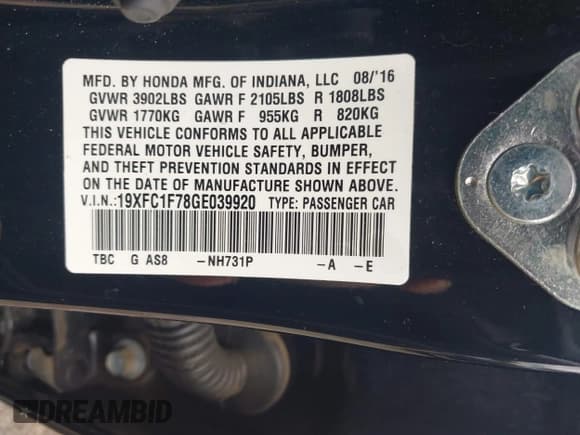 MFD. BY HONDA MFG. OF INDIANA, LLC 08/'16
GVWR 3902LBS GAWR F 2105LBS R 1808LBS
GVWR 1770KG GAWR F 955KG R 820KG
THIS VEHICLE CONFORMS TO ALL APPLICABLE
FEDERAL MOTOR VEHICLE SAFETY, BUMPER,
AND THEFT PREVENTION STANDARDS IN EFFECT
ON THE DATE OF MANUFACTURE SHOWN ABOVE.
V.I.N.:19XFC1F78GE039920 TYPE: PASSENGER CAR
TBC G AS8 -NH731P -A -E
DREAMBID